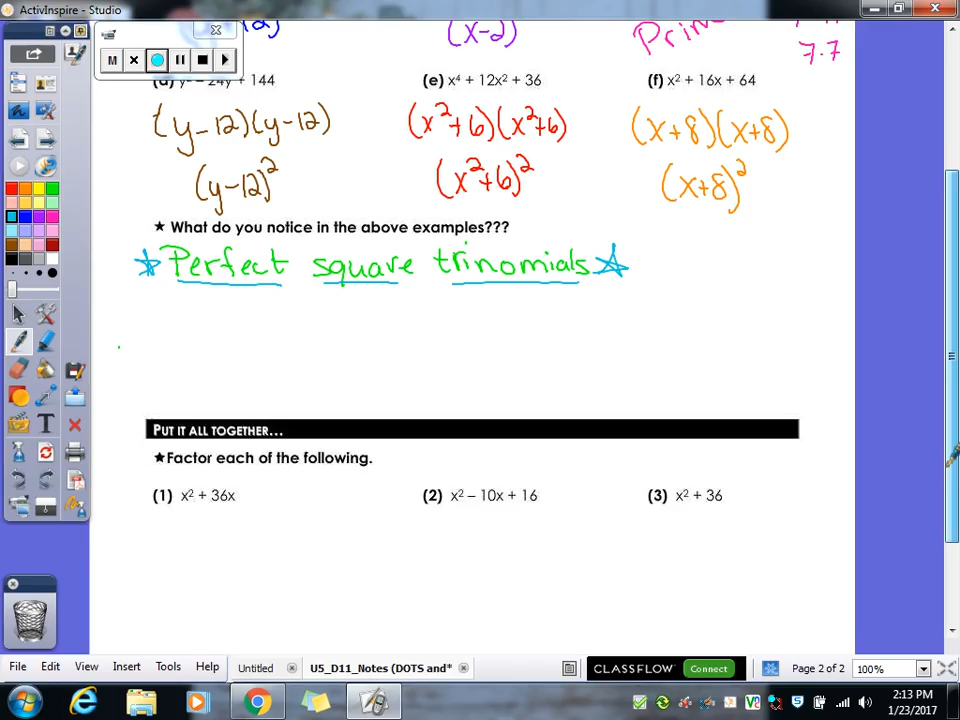 ActivInspire - Studio
(x-2)
7.7
M
y² – 24y + 144
(e) x⁴ + 12x² + 36
(f) x² + 16x + 64
(y-12)(y-12)
(x²+6)(x²+6)
(x+8)(x+8)
(y-12)²
(x²+6)²
(x+8)²
★ What do you notice in the above examples???
Perfect square trinomials
PUT IT ALL TOGETHER...
★Factor each of the following.
(1) x² + 36x
(2) x² – 10x + 16
(3) x² + 36
File Edit View Insert Tools Help
Untitled
U5_D11_Notes (DOTS and*
CLASSFLOW Connect
Page 2 of 2
100%
2:13 PM
1/23/2017